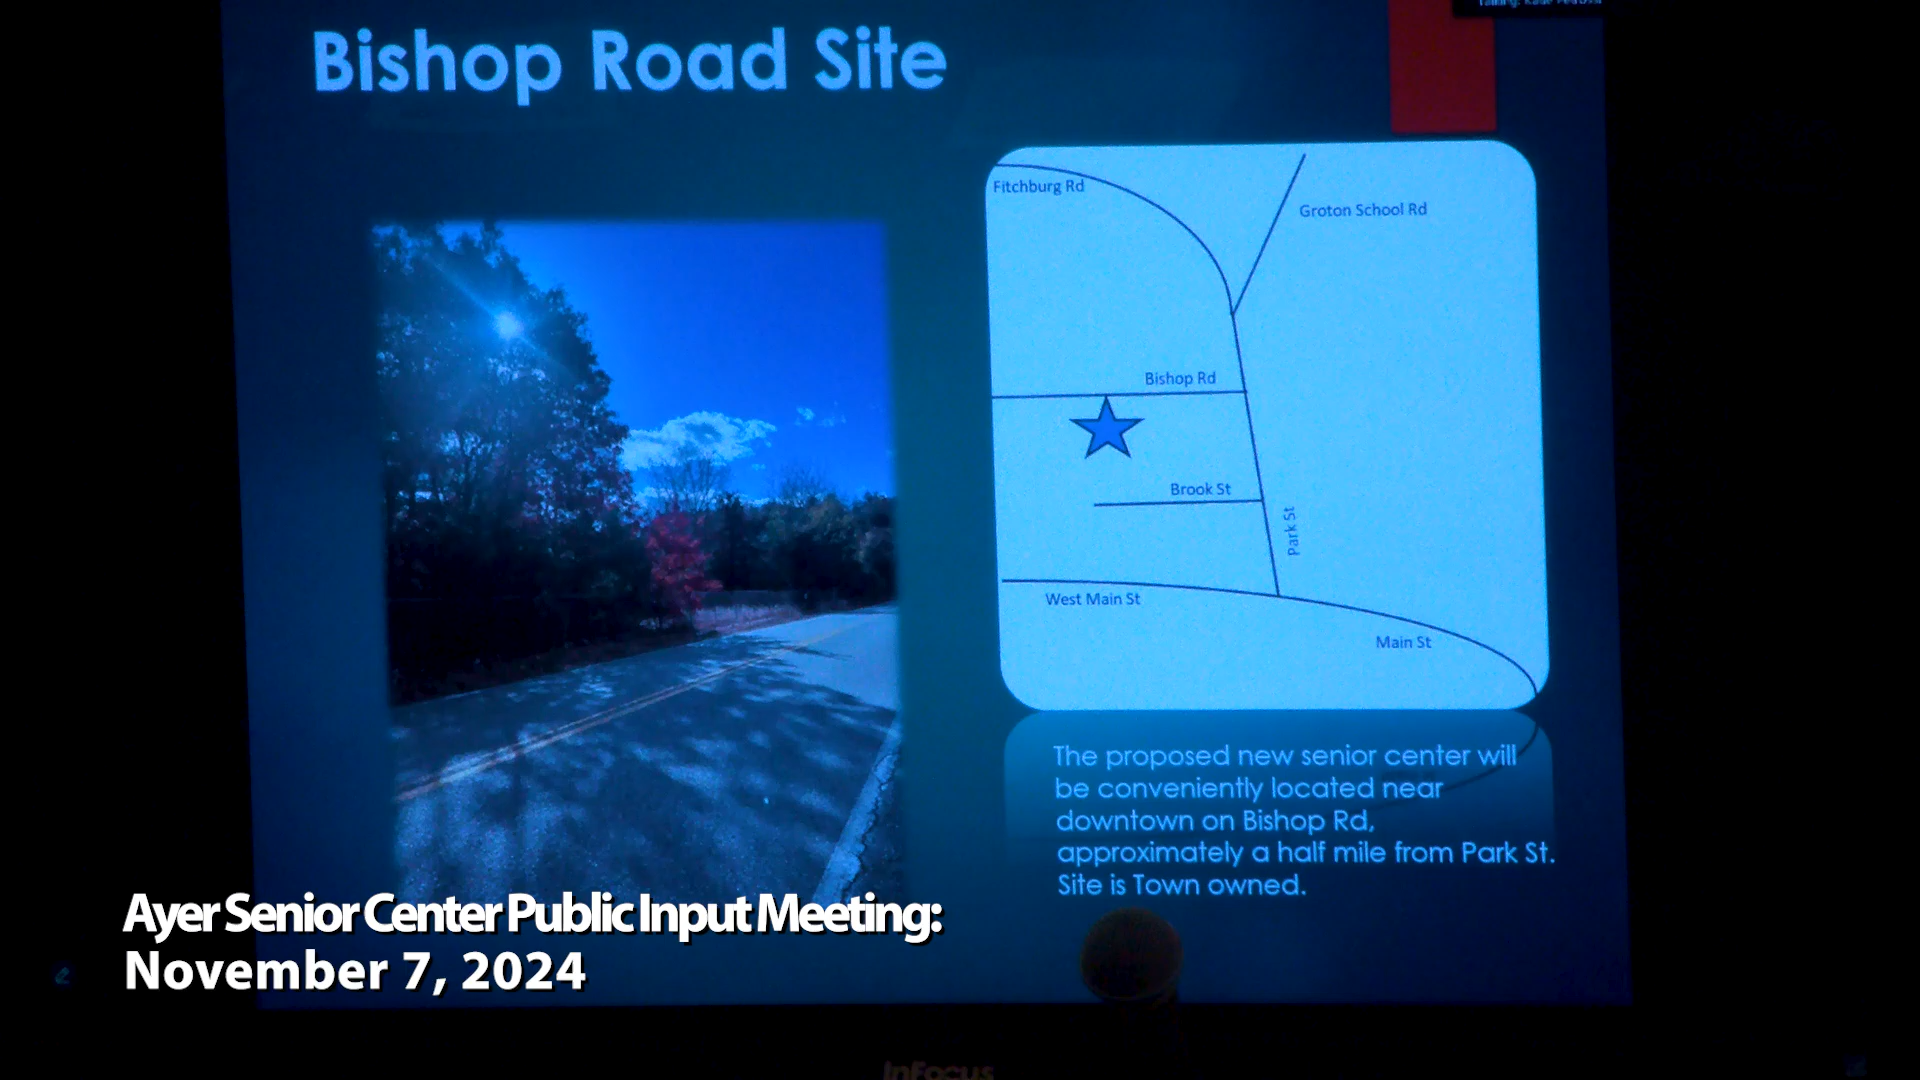 Bishop Road Site
Fitchburg Rd
Groton School Rd
Bishop Rd
Brook St
Park St
West Main St
Main St
The proposed new senior center will
be conveniently located near
downtown on Bishop Rd,
approximately a half mile from Park St.
Site is Town owned.
Ayer Senior Center Public Input Meeting:
November 7, 2024
InFocus